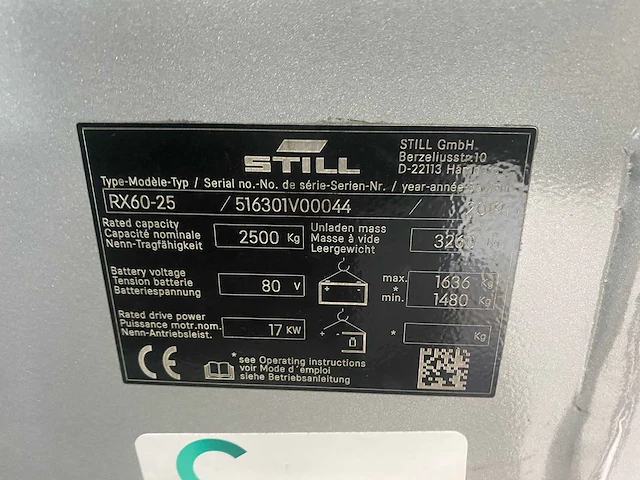 STILL
STILL GmbH
Berzeliusstr.10
D-22113
Type-Modèle-Typ / Serial no.-No. de série-Serien-Nr. /
RX60-25 / 516301V00044 /
Rated capacity
Capacité nominale
Nenn-Tragfähigkeit
2500 Kg
Unladen mass
Masse à vide
Leergewicht
Battery voltage
Tension batterie
Batteriespannung
80 V
max. 1636 Kg
*
min. 1480 Kg
Rated drive power
Puissance motr.nom.
Nenn-Antriebsleist.
17 KW
* Kg
CE
* see Operating instructions
voir Mode d'emploi
siehe Betriebsanleitung